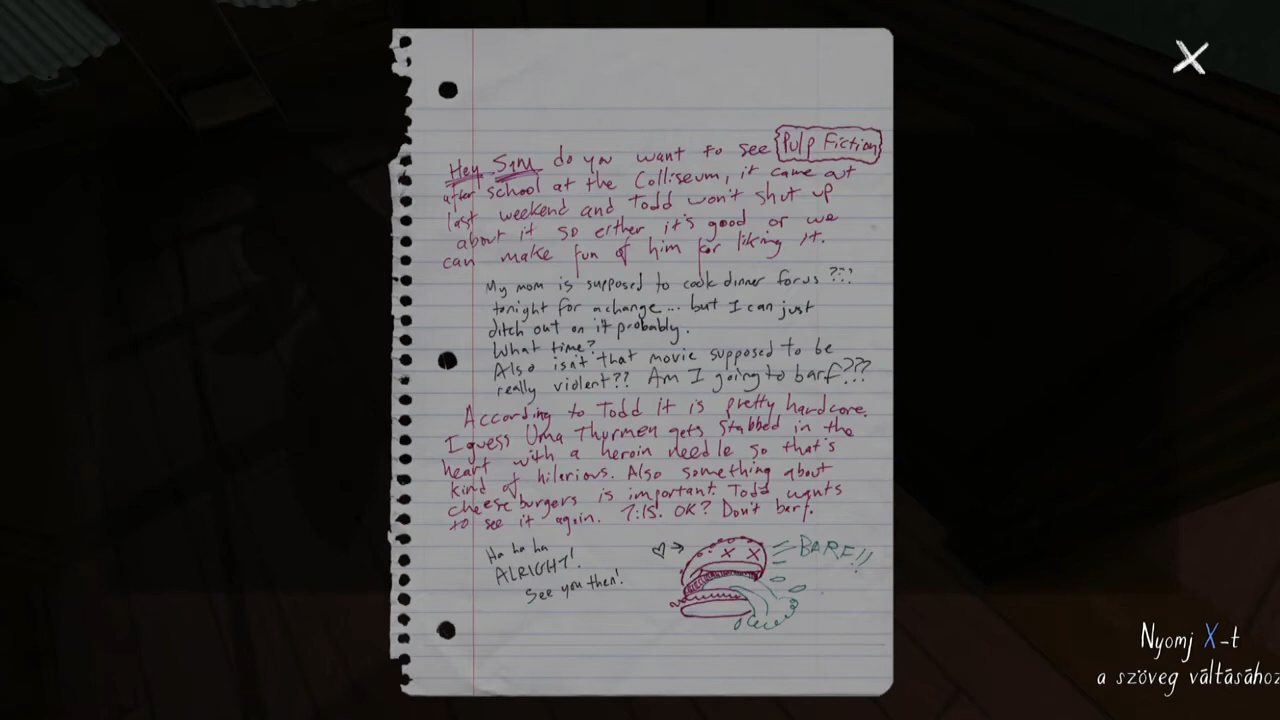 Hey Sam do you want to see Pulp Fiction
after school at the Colliseum, it came out
last weekend and Todd won't shut up
about it so either it's good or we
can make fun of him for liking it.
My mom is supposed to cook dinner for us ???
tonight for a change... but I can just
ditch out on it probably.
What time?
Also isn't that movie supposed to be
really violent?? Am I going to barf???
According to Todd it is pretty hardcore.
I guess Uma Thurmen gets stabbed in the
heart with a heroin needle so that's
kind of hilarious. Also something about
cheeseburgers is important. Todd wants
to see it again. 7:15. OK? Don't barf.
Ha ha ha
ALRIGHT!
See you then!
BARF!!
Nyomj X-t
a szöveg váltásához